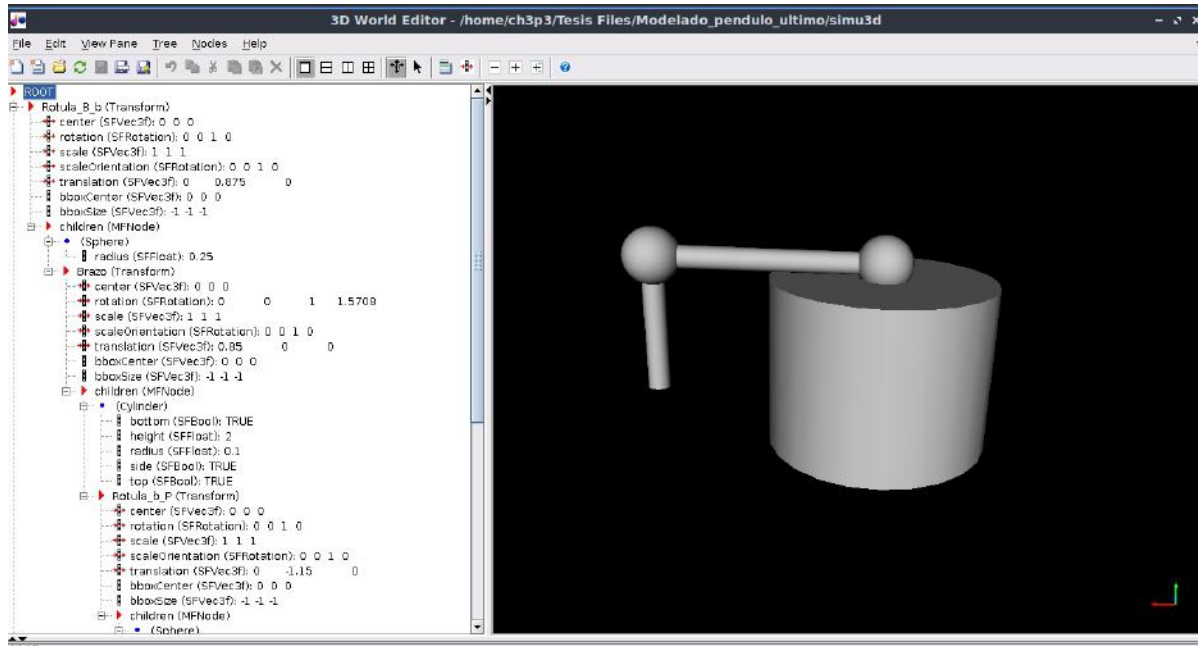 3D World Editor - /home/ch3p3/Tesis Files/Modelado_pendulo_ultimo/simu3d
File Edit View Pane Tree Nodes Help
ROOT
Rotula_B_b (Transform)
center (SFVec3f): 0 0 0
rotation (SFRotation): 0 0 1 0
scale (SFVec3f): 1 1 1
scaleOrientation (SFRotation): 0 0 1 0
translation (SFVec3f): 0 0.875 0
bboxCenter (SFVec3f): 0 0 0
bboxSize (SFVec3f): -1 -1 -1
children (MFNode)
(Sphere)
radius (SFFloat): 0.25
Brazo (Transform)
center (SFVec3f): 0 0 0
rotation (SFRotation): 0 0 1 1.5708
scale (SFVec3f): 1 1 1
scaleOrientation (SFRotation): 0 0 1 0
translation (SFVec3f): 0.85 0 0
bboxCenter (SFVec3f): 0 0 0
bboxSize (SFVec3f): -1 -1 -1
children (MFNode)
(Cylinder)
bottom (SFBool): TRUE
height (SFFloat): 2
radius (SFFloat): 0.1
side (SFBool): TRUE
top (SFBool): TRUE
Rotula_b_P (Transform)
center (SFVec3f): 0 0 0
rotation (SFRotation): 0 0 1 0
scale (SFVec3f): 1 1 1
scaleOrientation (SFRotation): 0 0 1 0
translation (SFVec3f): 0 -1.15 0
bboxCenter (SFVec3f): 0 0 0
bboxSize (SFVec3f): -1 -1 -1
children (MFNode)
(Sphere)